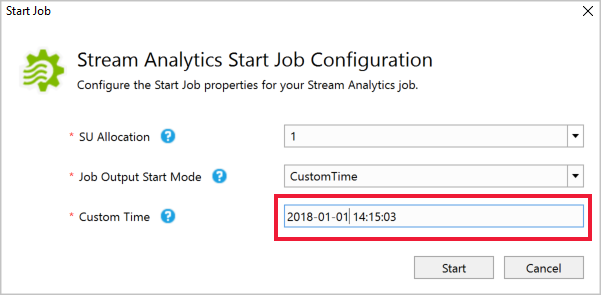 Start Job
Stream Analytics Start Job Configuration
Configure the Start Job properties for your Stream Analytics job.
* SU Allocation ? 1
* Job Output Start Mode ? CustomTime
* Custom Time ? 2018-01-01 14:15:03
Start Cancel